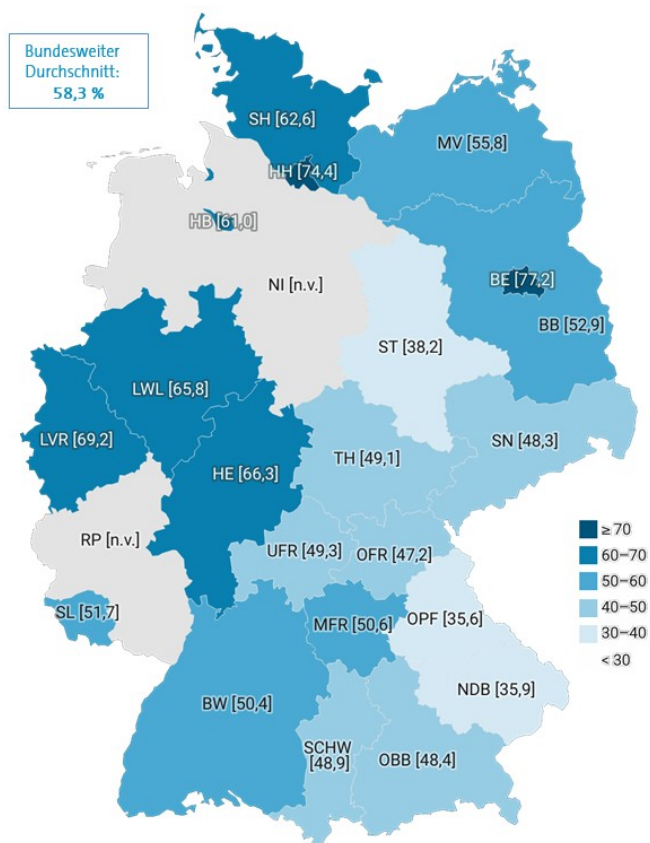 Bundesweiter
Durchschnitt:
58,3 %
SH [62,6]
MV [55,8]
HH [74,4]
HB [61,0]
NI [n.v.]
BE [77,2]
BB [52,9]
ST [38,2]
LWL [65,8]
LVR [69,2]
SN [48,3]
TH [49,1]
HE [66,3]
RP [n.v.]
UFR [49,3]
OFR [47,2]
SL [51,7]
MFR [50,6]
OPF [35,6]
NDB [35,9]
BW [50,4]
SCHW
[48,9]
OBB [48,4]
≥ 70
60–70
50–60
40–50
30–40
< 30